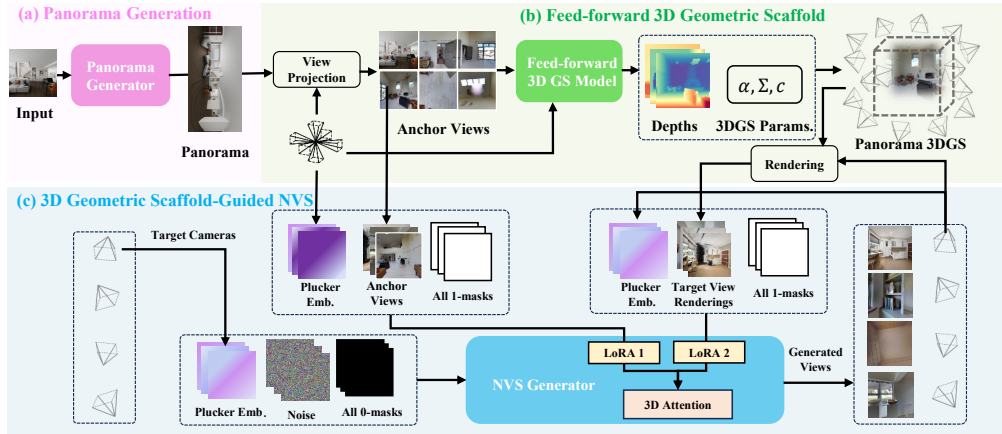 (a) Panorama Generation
Input
Panorama
Generator
Panorama
(b) Feed-forward 3D Geometric Scaffold
View
Projection
Anchor Views
Feed-forward
3D GS Model
Depths
α, Σ, c
3DGS Params.
Panorama 3DGS
Rendering
(c) 3D Geometric Scaffold-Guided NVS
Target Cameras
Plucker
Emb.
Anchor
Views
All 1-masks
Plucker
Emb.
Target View
Renderings
All 1-masks
Plucker Emb.
Noise
All 0-masks
NVS Generator
LoRA 1
LoRA 2
3D Attention
Generated
Views